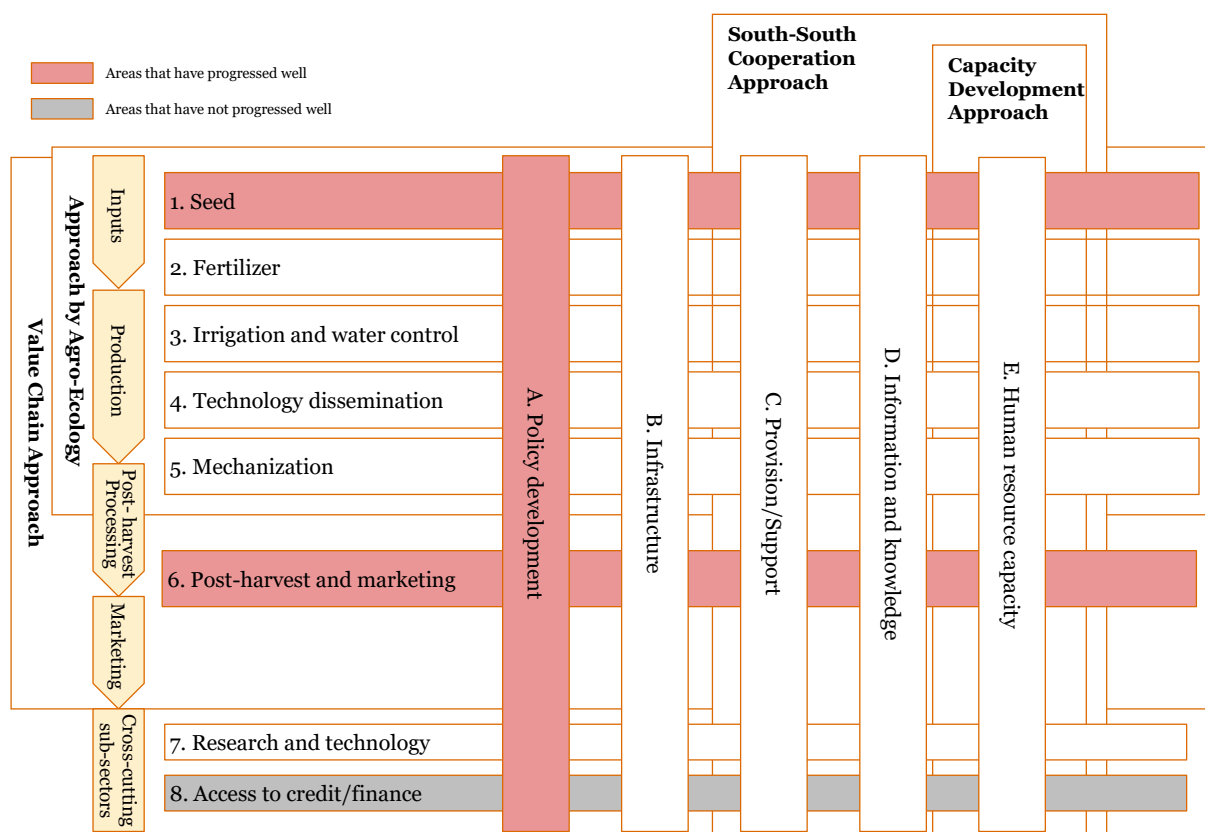 South-South
Cooperation
Approach
Capacity
Development
Approach
Areas that have progressed well
Areas that have not progressed well
Value Chain Approach
Approach by Agro-Ecology
Inputs
Production
Post- harvest
Processing
Marketing
Cross-cutting
sub-sectors
1. Seed
2. Fertilizer
3. Irrigation and water control
4. Technology dissemination
5. Mechanization
6. Post-harvest and marketing
7. Research and technology
8. Access to credit/finance
A. Policy development
B. Infrastructure
C. Provision/Support
D. Information and knowledge
E. Human resource capacity